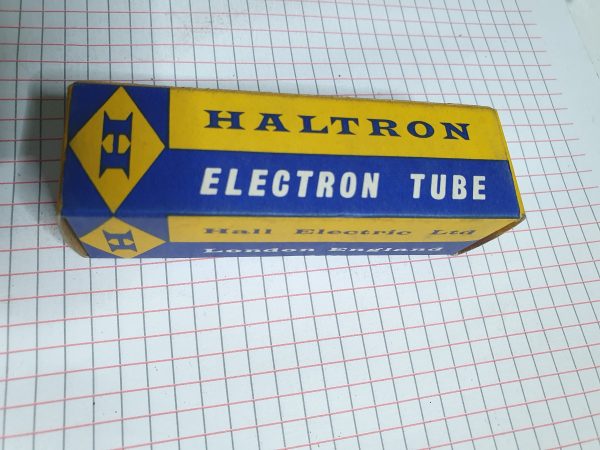 H
HALTRON
ELECTRON TUBE
H
Hall Electric Ltd
London England